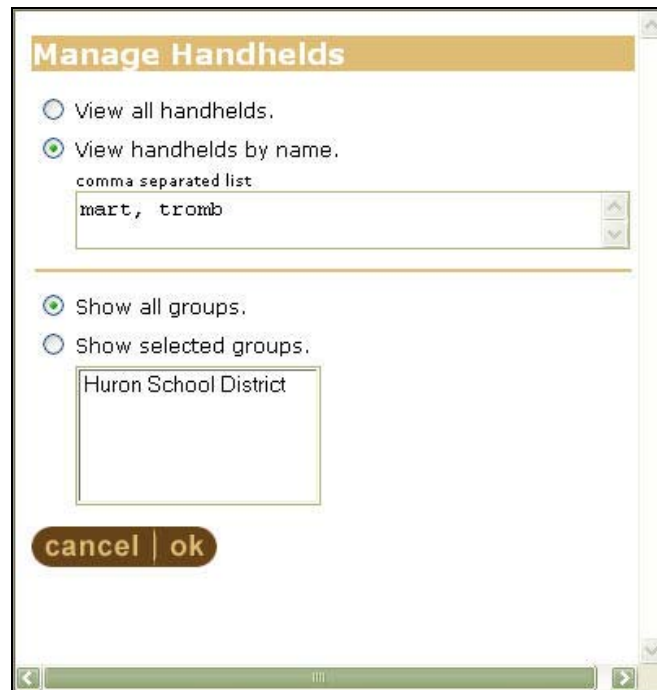 Manage Handhelds
View all handhelds.
View handhelds by name.
comma separated list
mart, tromb
Show all groups.
Show selected groups.
Huron School District
cancel | ok